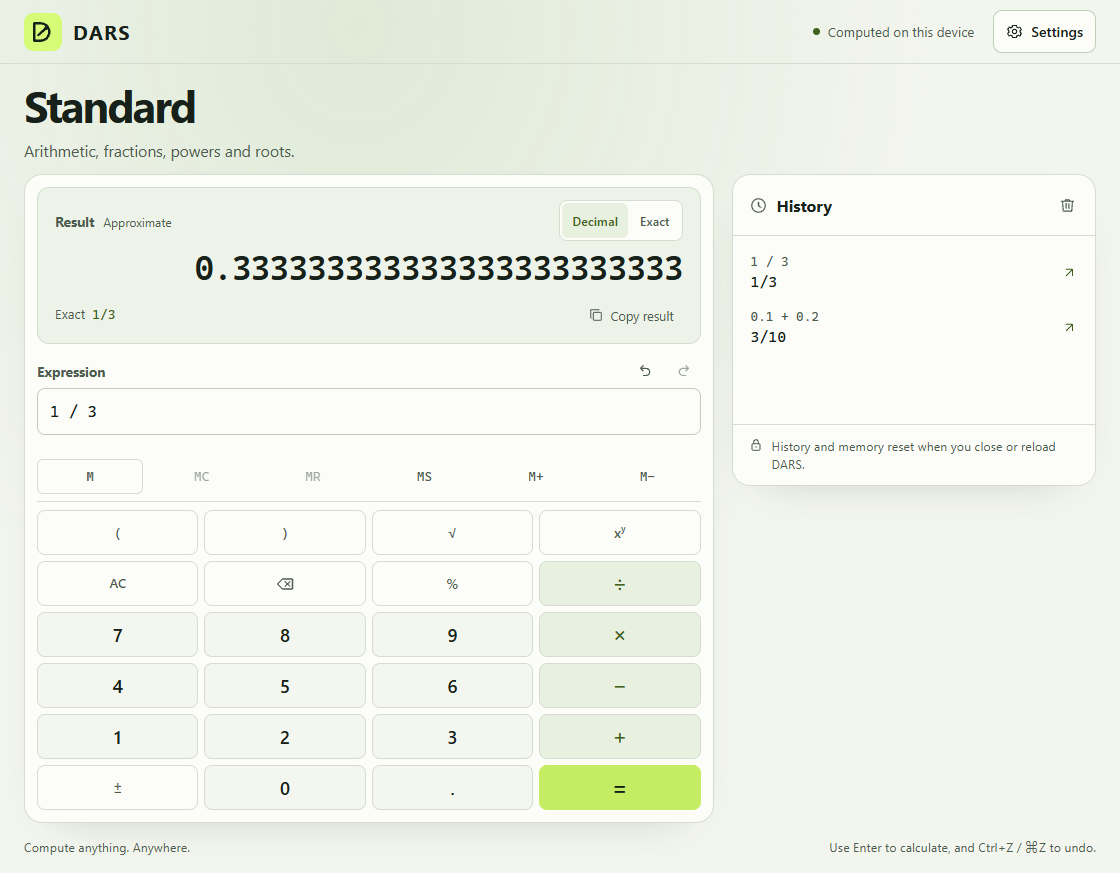 DARS
Computed on this device
Settings
Standard
Arithmetic, fractions, powers and roots.
Result Approximate
Decimal Exact
0.3333333333333333333333333
Exact 1/3
Copy result
Expression
1 / 3
M MC MR MS M+ M−
( ) √ xʸ
AC % ÷
7 8 9 ×
4 5 6 −
1 2 3 +
± 0 . =
History
1 / 3
1/3
0.1 + 0.2
3/10
History and memory reset when you close or reload
DARS.
Compute anything. Anywhere.
Use Enter to calculate, and Ctrl+Z / ⌘Z to undo.